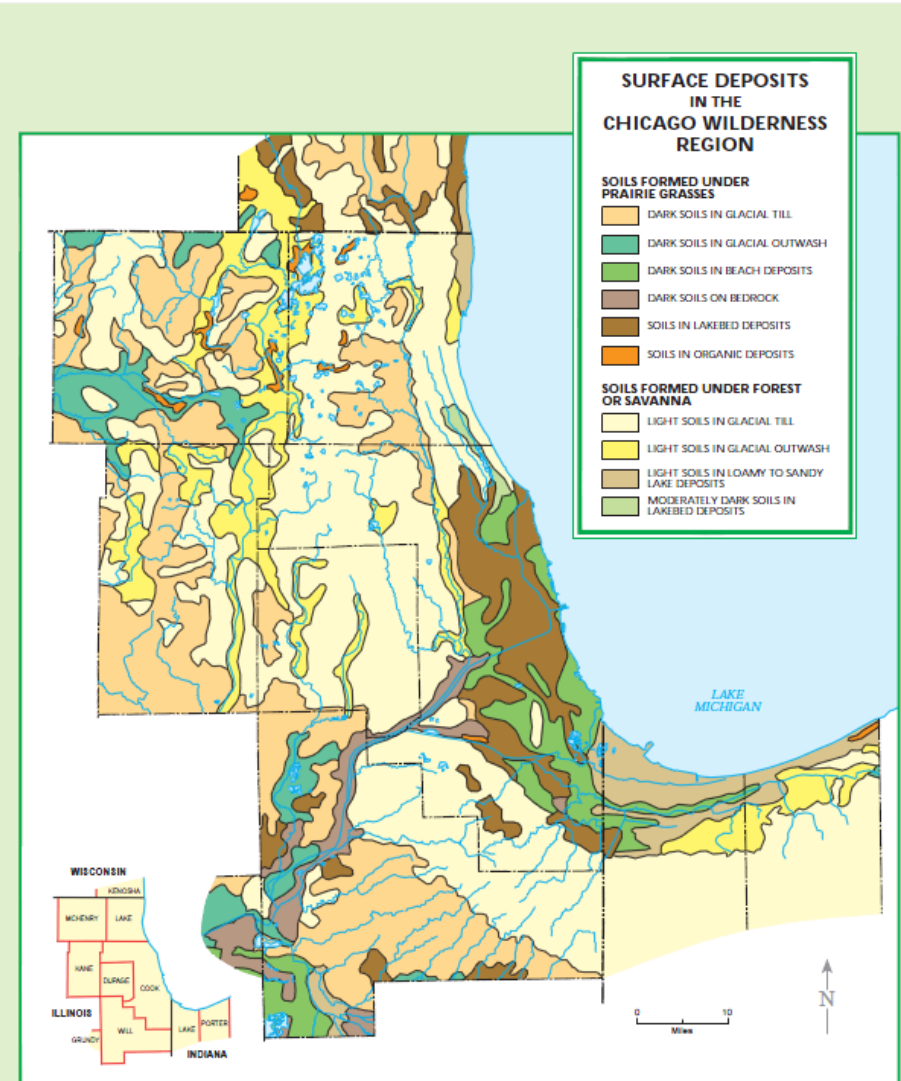 SURFACE DEPOSITS
IN THE
CHICAGO WILDERNESS
REGION
SOILS FORMED UNDER
PRAIRIE GRASSES
DARK SOILS IN GLACIAL TILL
DARK SOILS IN GLACIAL OUTWASH
DARK SOILS IN BEACH DEPOSITS
DARK SOILS ON BEDROCK
SOILS IN LAKEBED DEPOSITS
SOILS IN ORGANIC DEPOSITS
SOILS FORMED UNDER FOREST
OR SAVANNA
LIGHT SOILS IN GLACIAL TILL
LIGHT SOILS IN GLACIAL OUTWASH
LIGHT SOILS IN LOAMY TO SANDY
LAKE DEPOSITS
MODERATELY DARK SOILS IN
LAKEBED DEPOSITS
LAKE
MICHIGAN
WISCONSIN
KENOSHA
MCHENRY
LAKE
KANE
DUPAGE
COOK
ILLINOIS
WILL
LAKE
PORTER
GRUNDY
INDIANA
0 10
Miles
N